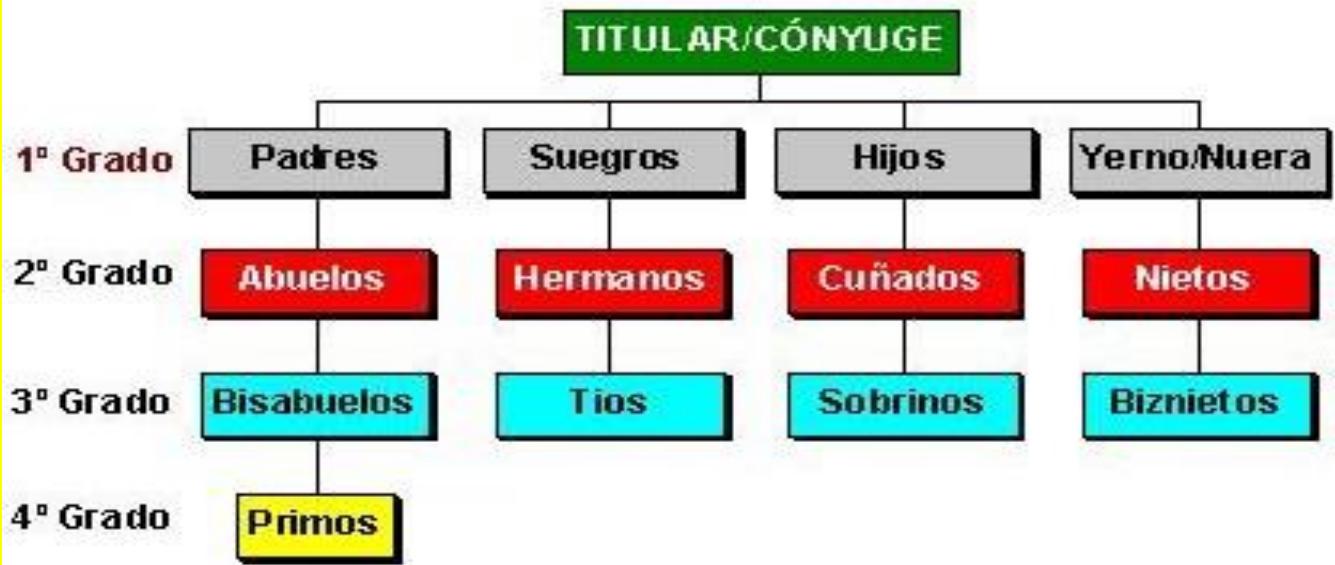 TITULAR/CÓNYUGE
1º Grado Padres Suegros Hijos Yerno/Nuera
2º Grado Abuelos Hermanos Cuñados Nietos
3º Grado Bisabuelos Tios Sobrinos Biznietos
4º Grado Primos